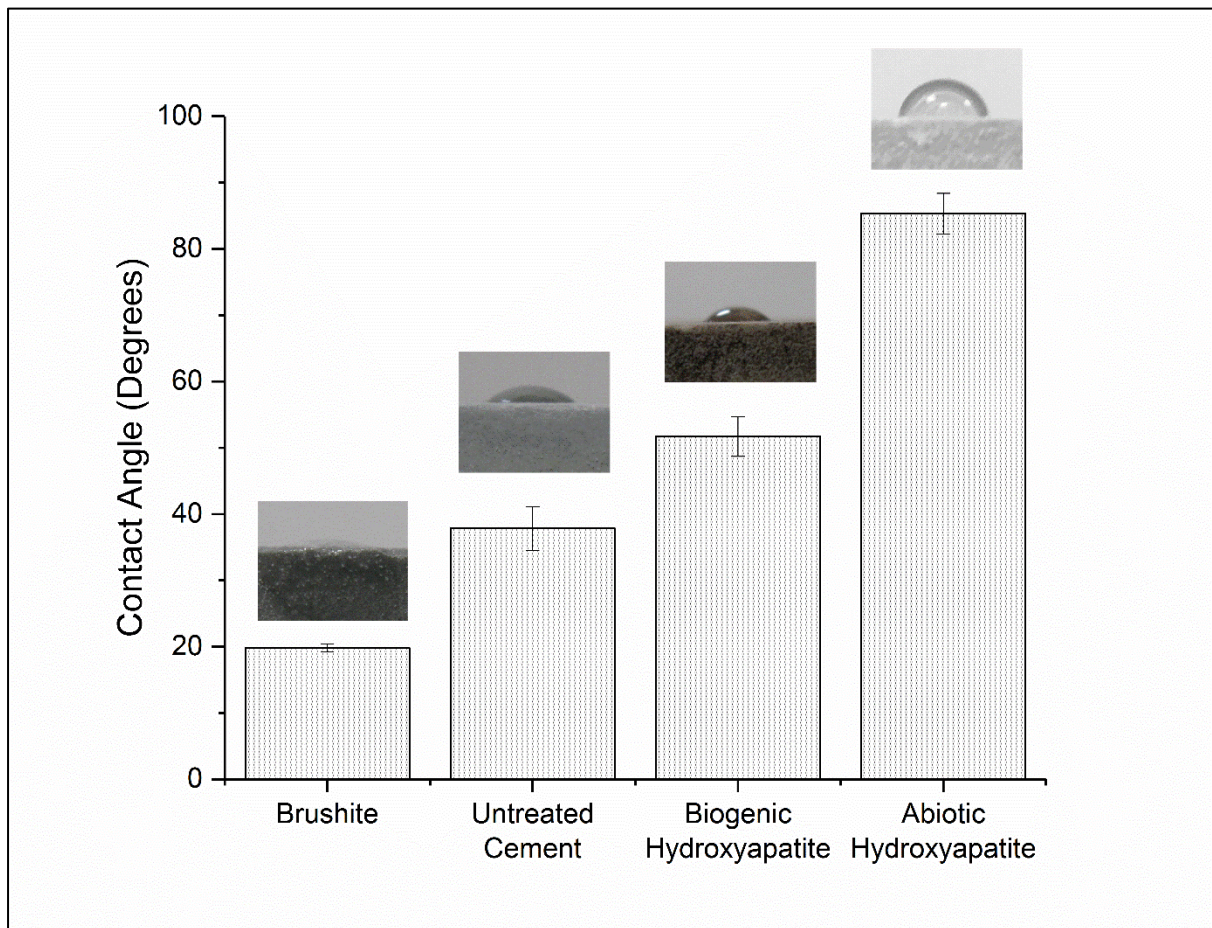 Contact Angle (Degrees)
100
80
60
40
20
0
Brushite
Untreated
Cement
Biogenic
Hydroxyapatite
Abiotic
Hydroxyapatite